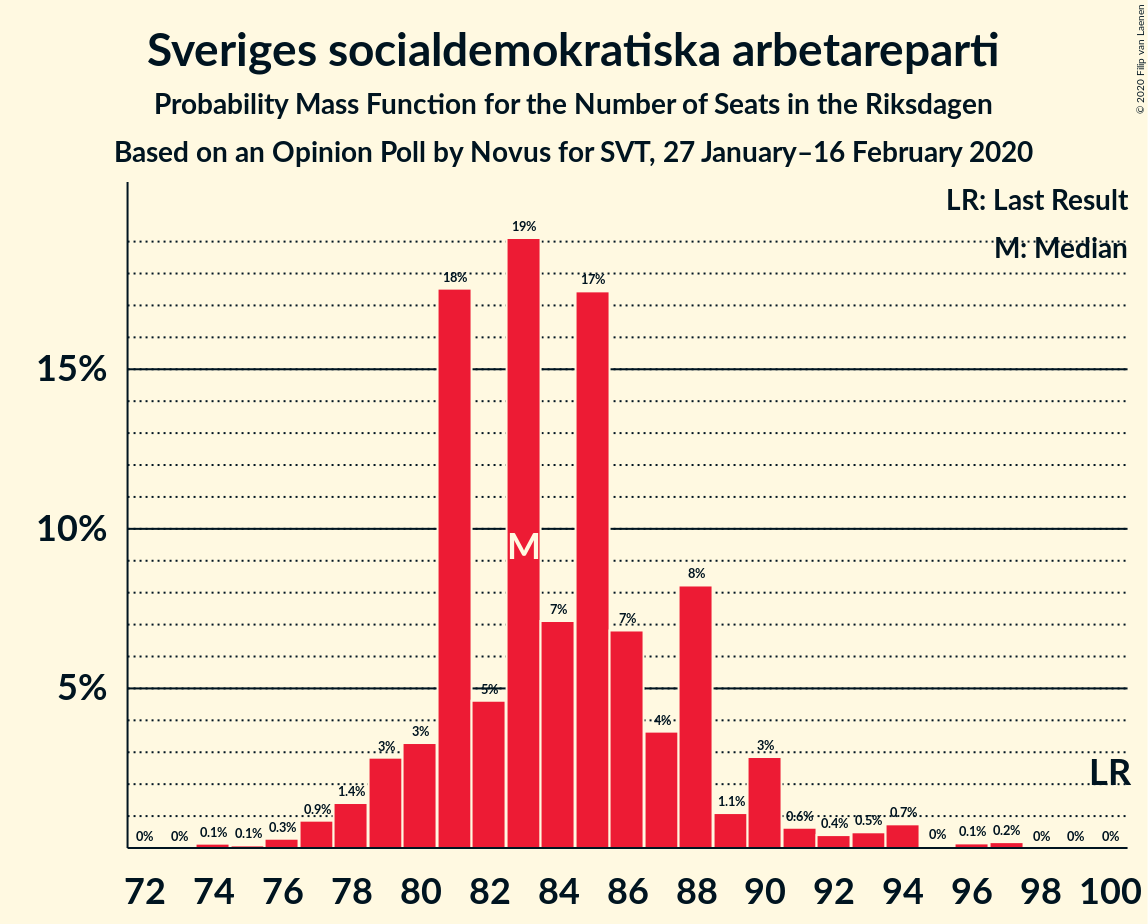 Sveriges socialdemokratiska arbetareparti
Probability Mass Function for the Number of Seats in the Riksdagen
Based on an Opinion Poll by Novus for SVT, 27 January–16 February 2020
© 2020 Filip van Laenen
LR: Last Result
M: Median
15%
10%
5%
0% 0% 0.1% 0.1% 0.3% 0.9% 1.4% 3% 3% 18% 5% 19% 7% 17% 7% 4% 8% 1.1% 3% 0.6% 0.4% 0.5% 0.7% 0% 0.1% 0.2% 0% 0% 0%
M
LR
72 74 76 78 80 82 84 86 88 90 92 94 96 98 100